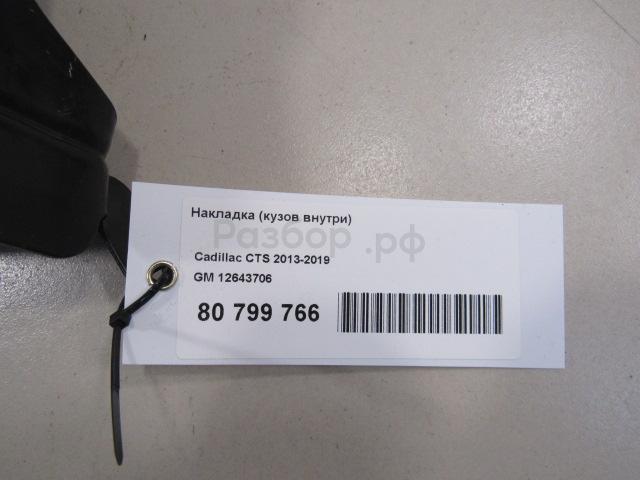 Накладка (кузов внутри)
Разбор.рф
Cadillac CTS 2013-2019
GM 12643706
80 799 766